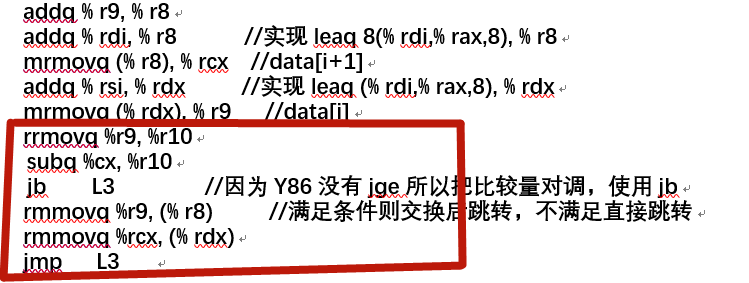 addq % r9, % r8
addq % rdi, % r8 //实现 leaq 8(% rdi,% rax,8), % r8
mrmovq (% r8), % rcx //data[i+1]
addq % rsi, % rdx //实现 leaq (% rdi,% rax,8), % rdx
mrmovq (% rdx), % r9 //data[i]
rrmovq %r9, %r10
subq %cx, %r10
jb L3 //因为 Y86 没有 jge 所以把比较量对调，使用 jb
rmmovq %r9, (% r8) //满足条件则交换后跳转，不满足直接跳转
rmmovq %rcx, (% rdx)
jmp L3